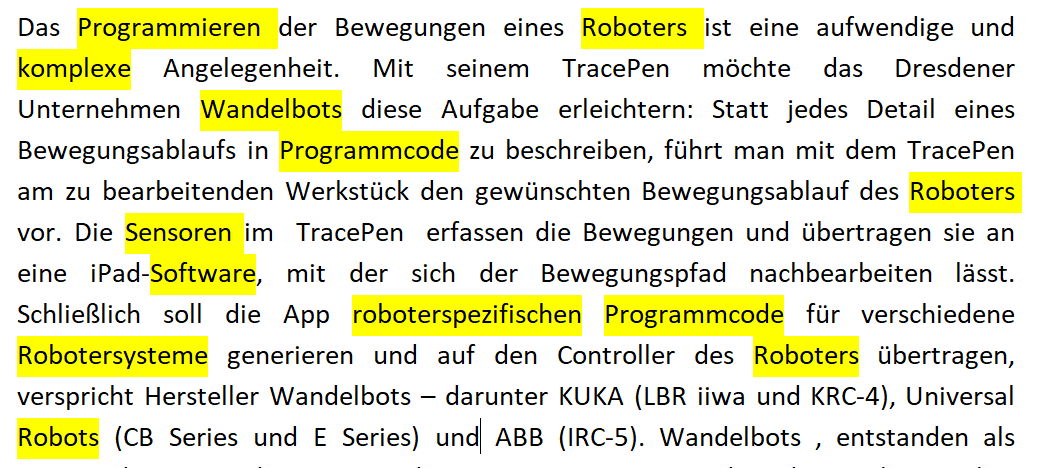 Das Programmieren der Bewegungen eines Roboters ist eine aufwendige und
komplexe Angelegenheit. Mit seinem TracePen möchte das Dresdener
Unternehmen Wandelbots diese Aufgabe erleichtern: Statt jedes Detail eines
Bewegungsablaufs in Programmcode zu beschreiben, führt man mit dem TracePen
am zu bearbeitenden Werkstück den gewünschten Bewegungsablauf des Roboters
vor. Die Sensoren im TracePen erfassen die Bewegungen und übertragen sie an
eine iPad-Software, mit der sich der Bewegungspfad nachbearbeiten lässt.
Schließlich soll die App roboterspezifischen Programmcode für verschiedene
Robotersysteme generieren und auf den Controller des Roboters übertragen,
verspricht Hersteller Wandelbots – darunter KUKA (LBR iiwa und KRC-4), Universal
Robots (CB Series und E Series) und ABB (IRC-5). Wandelbots , entstanden als